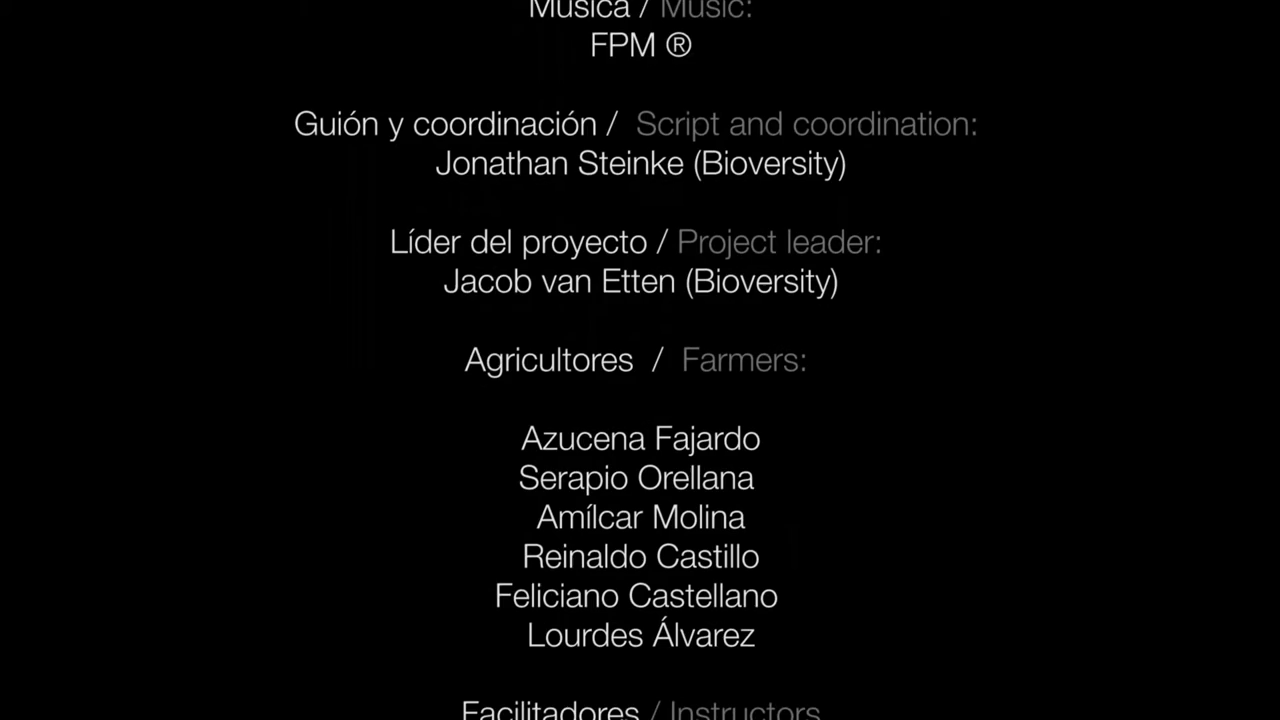 Música / Music:
FPM ®
Guión y coordinación / Script and coordination:
Jonathan Steinke (Bioversity)
Líder del proyecto / Project leader:
Jacob van Etten (Bioversity)
Agricultores / Farmers:
Azucena Fajardo
Serapio Orellana
Amílcar Molina
Reinaldo Castillo
Feliciano Castellano
Lourdes Álvarez
Facilitadores / Instructors